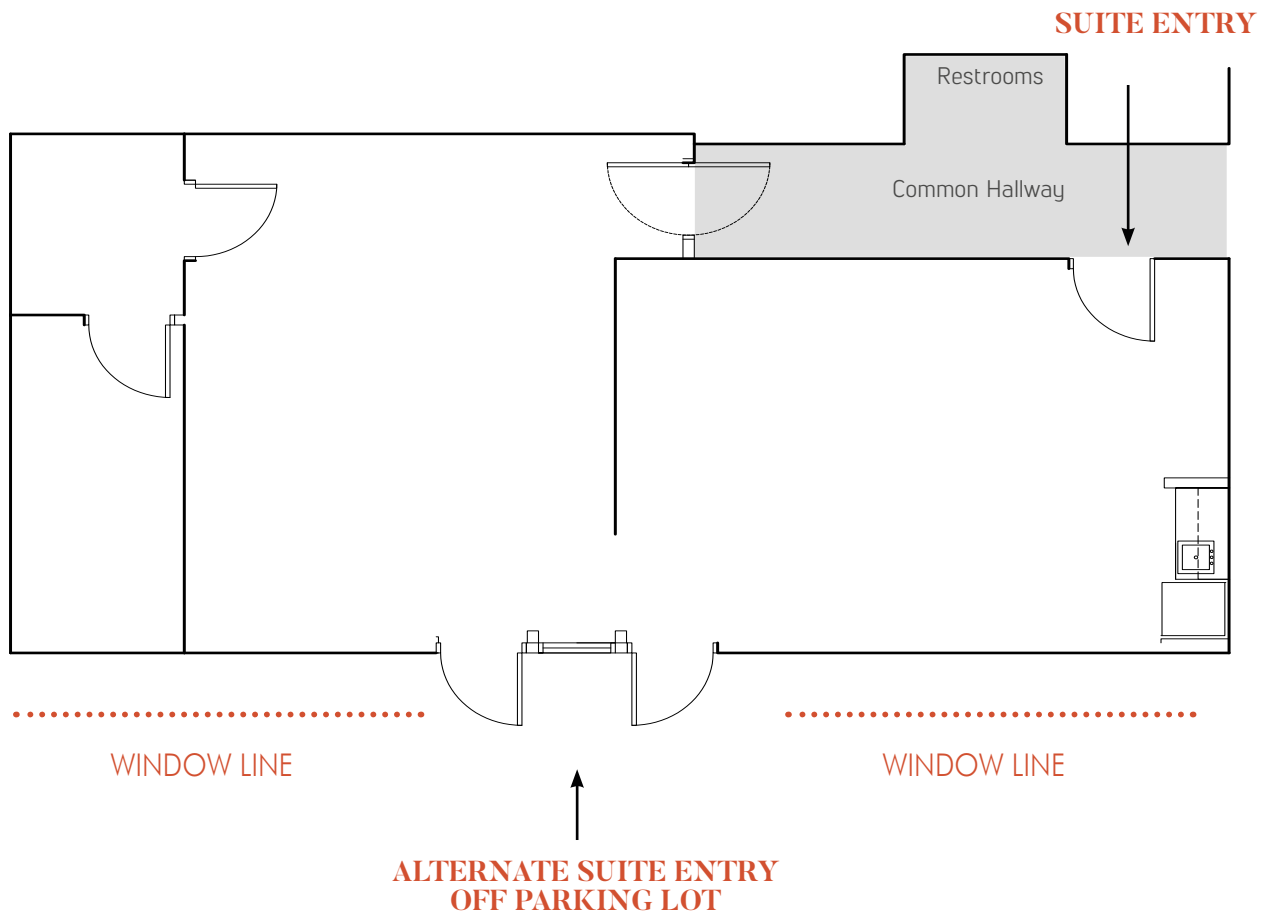 SUITE ENTRY
Restrooms
Common Hallway
WINDOW LINE
WINDOW LINE
ALTERNATE SUITE ENTRY
OFF PARKING LOT